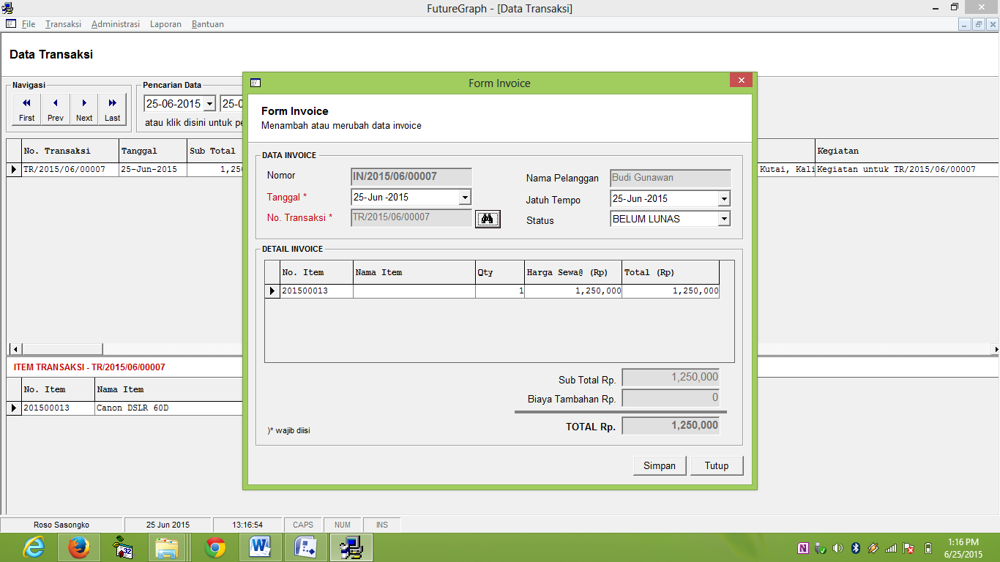 FutureGraph - [Data Transaksi]
File Transaksi Administrasi Laporan Bantuan
Data Transaksi
Navigasi
First Prev Next Last
Pencarian Data
25-06-2015 25-0
atau klik disini untuk pe
No. Transaksi Tanggal Sub Total Kegiatan
TR/2015/06/00007 25-Jun-2015 1,250 Kutai, Kali Kegiatan untuk TR/2015/06/00007
Form Invoice
Form Invoice
Menambah atau merubah data invoice
DATA INVOICE
Nomor IN/2015/06/00007
Nama Pelanggan Budi Gunawan
Tanggal * 25-Jun -2015
Jatuh Tempo 25-Jun -2015
No. Transaksi * TR/2015/06/00007
Status BELUM LUNAS
DETAIL INVOICE
No. Item Nama Item Qty Harga Sewa@ (Rp) Total (Rp)
201500013 1 1,250,000 1,250,000
Sub Total Rp. 1,250,000
Biaya Tambahan Rp. 0
TOTAL Rp. 1,250,000
)* wajib diisi
Simpan Tutup
ITEM TRANSAKSI - TR/2015/06/00007
No. Item Nama Item
201500013 Canon DSLR 60D
Roso Sasongko 25 Jun 2015 13:16:54 CAPS NUM INS
32
1:16 PM
6/25/2015